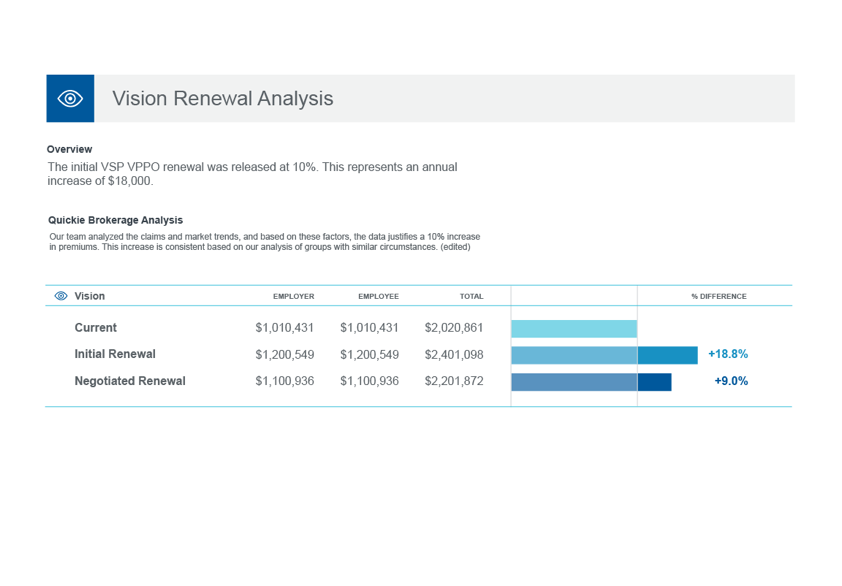 Vision Renewal Analysis
Overview
The initial VSP VPPO renewal was released at 10%. This represents an annual
increase of $18,000.
Quickie Brokerage Analysis
Our team analyzed the claims and market trends, and based on these factors, the data justifies a 10% increase
in premiums. This increase is consistent based on our analysis of groups with similar circumstances. (edited)
Vision EMPLOYER EMPLOYEE TOTAL % DIFFERENCE
Current $1,010,431 $1,010,431 $2,020,861
Initial Renewal $1,200,549 $1,200,549 $2,401,098 +18.8%
Negotiated Renewal $1,100,936 $1,100,936 $2,201,872 +9.0%